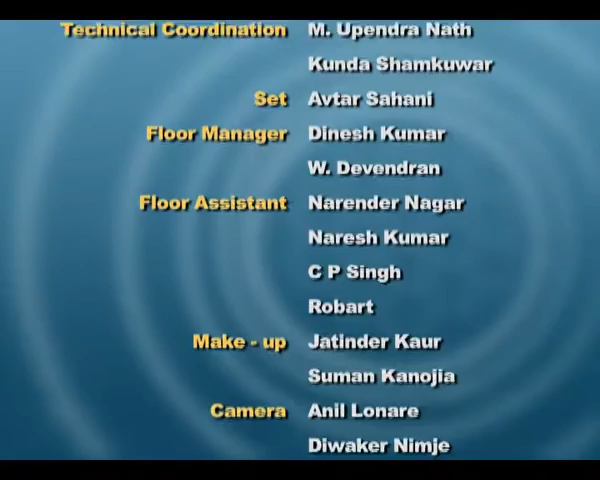 Technical Coordination M. Upendra Nath
Kunda Shamkuwar
Set Avtar Sahani
Floor Manager Dinesh Kumar
W. Devendran
Floor Assistant Narender Nagar
Naresh Kumar
C P Singh
Robart
Make - up Jatinder Kaur
Suman Kanojia
Camera Anil Lonare
Diwaker Nimje